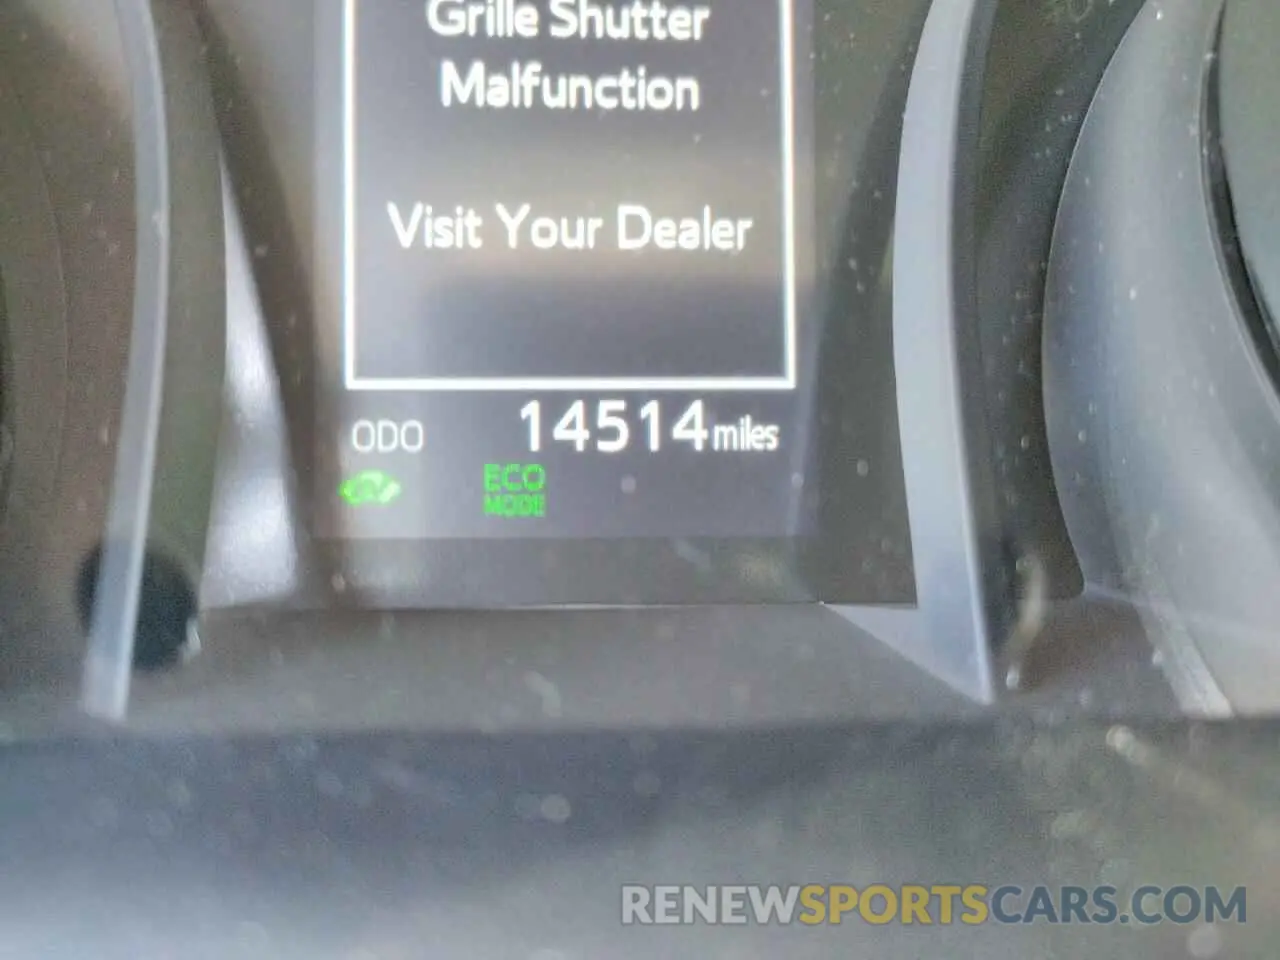 Grille Shutter
Malfunction
Visit Your Dealer
ODO 14514 miles
ECO
MODE
RENEWSPORTSCARS.COM